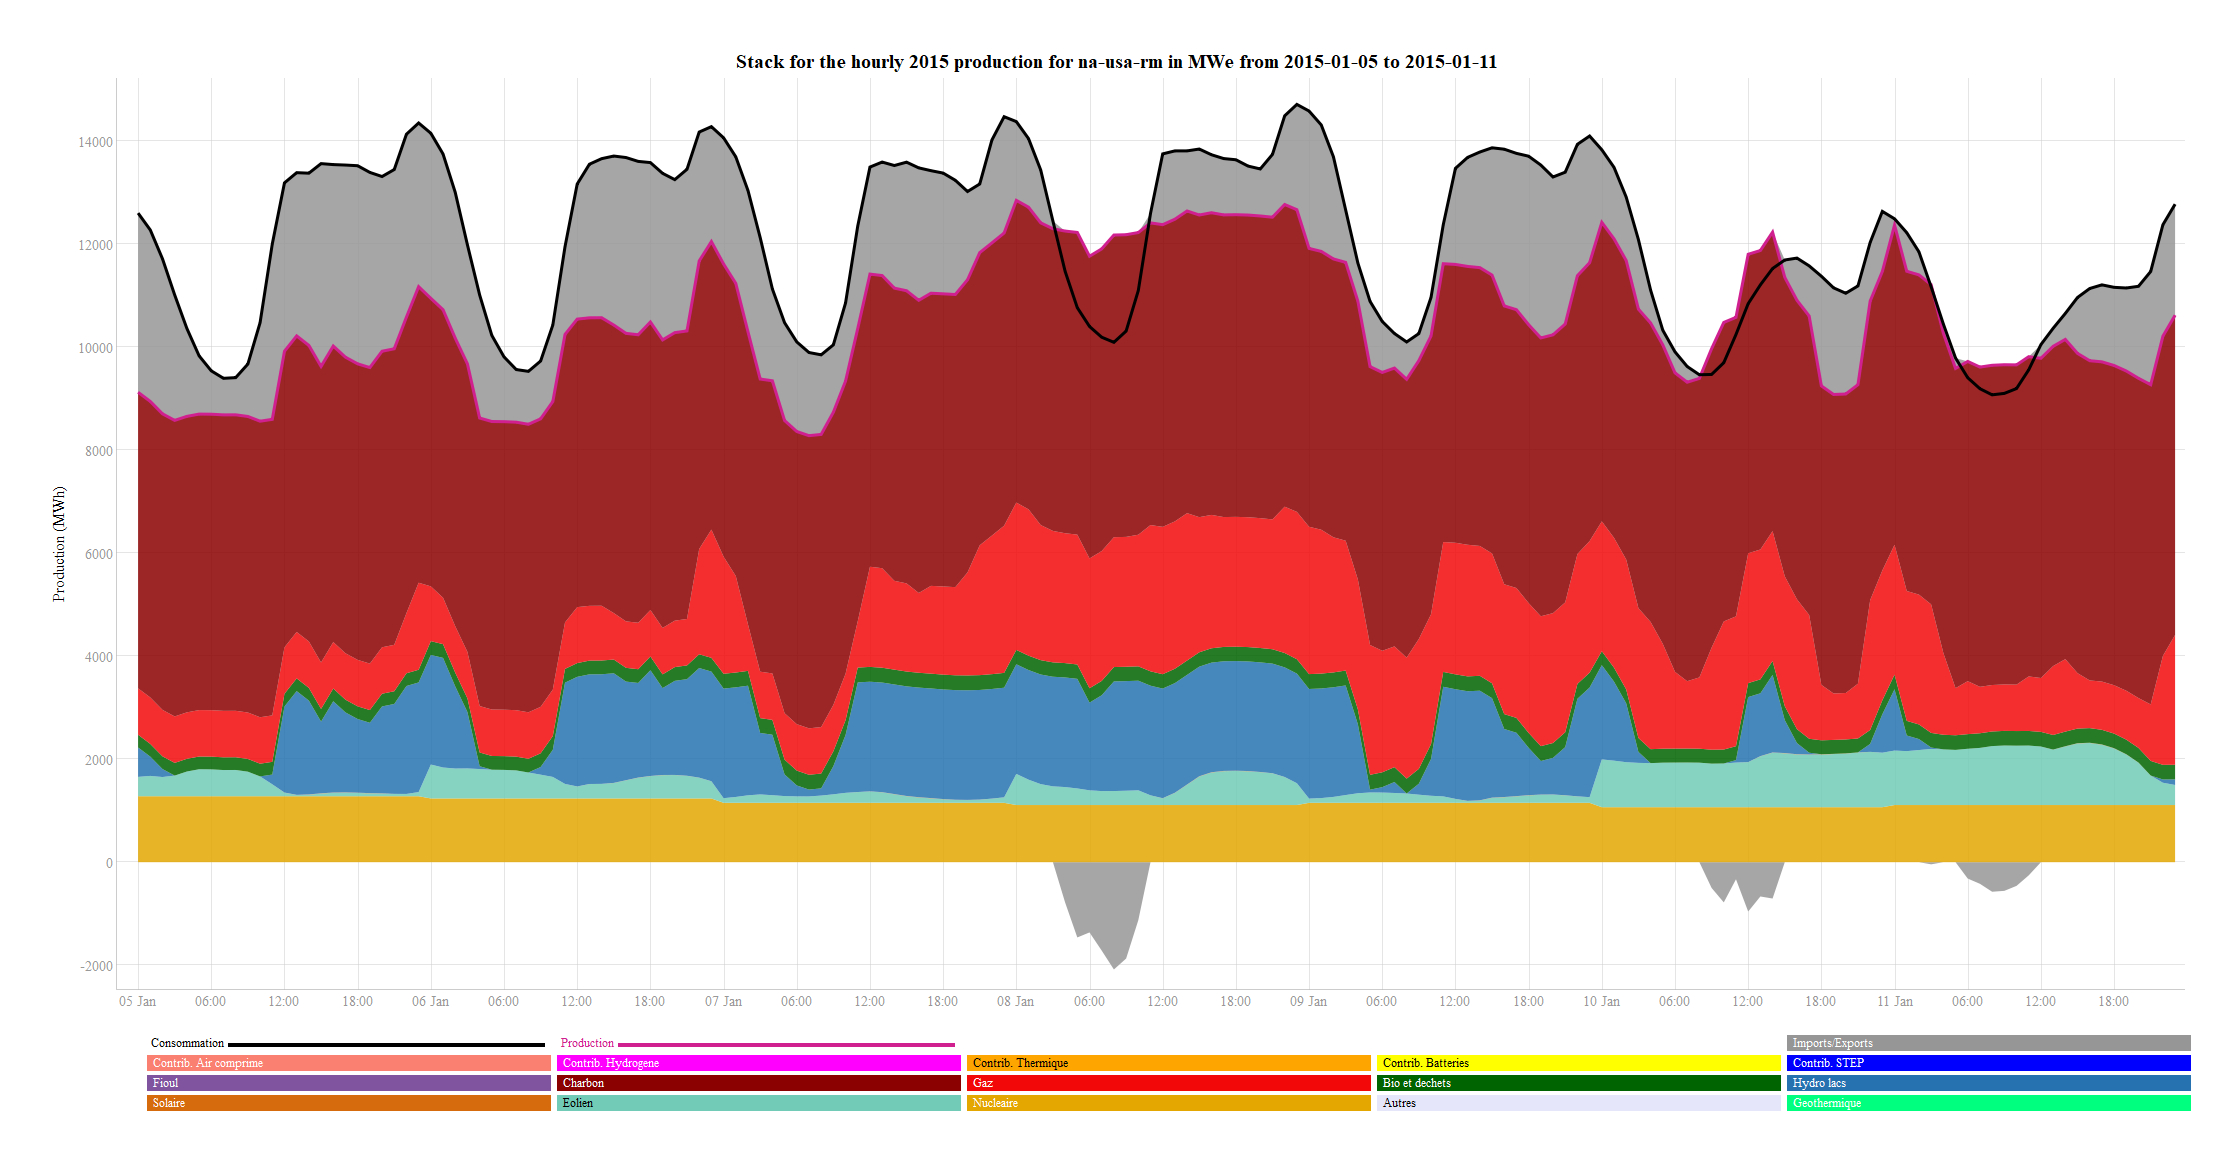 Stack for the hourly 2015 production for na-usa-rm in MWe from 2015-01-05 to 2015-01-11
Production (MWh)
14000
12000
10000
8000
6000
4000
2000
0
-2000
05 Jan 06:00 12:00 18:00 06 Jan 06:00 12:00 18:00 07 Jan 06:00 12:00 18:00 08 Jan 06:00 12:00 18:00 09 Jan 06:00 12:00 18:00 10 Jan 06:00 12:00 18:00 11 Jan 06:00 12:00 18:00
Consommation Production Imports/Exports
Contrib. Air comprime Contrib. Hydrogene Contrib. Thermique Contrib. Batteries Contrib. STEP
Fioul Charbon Gaz Bio et dechets Hydro lacs
Solaire Eolien Nucleaire Autres Geothermique